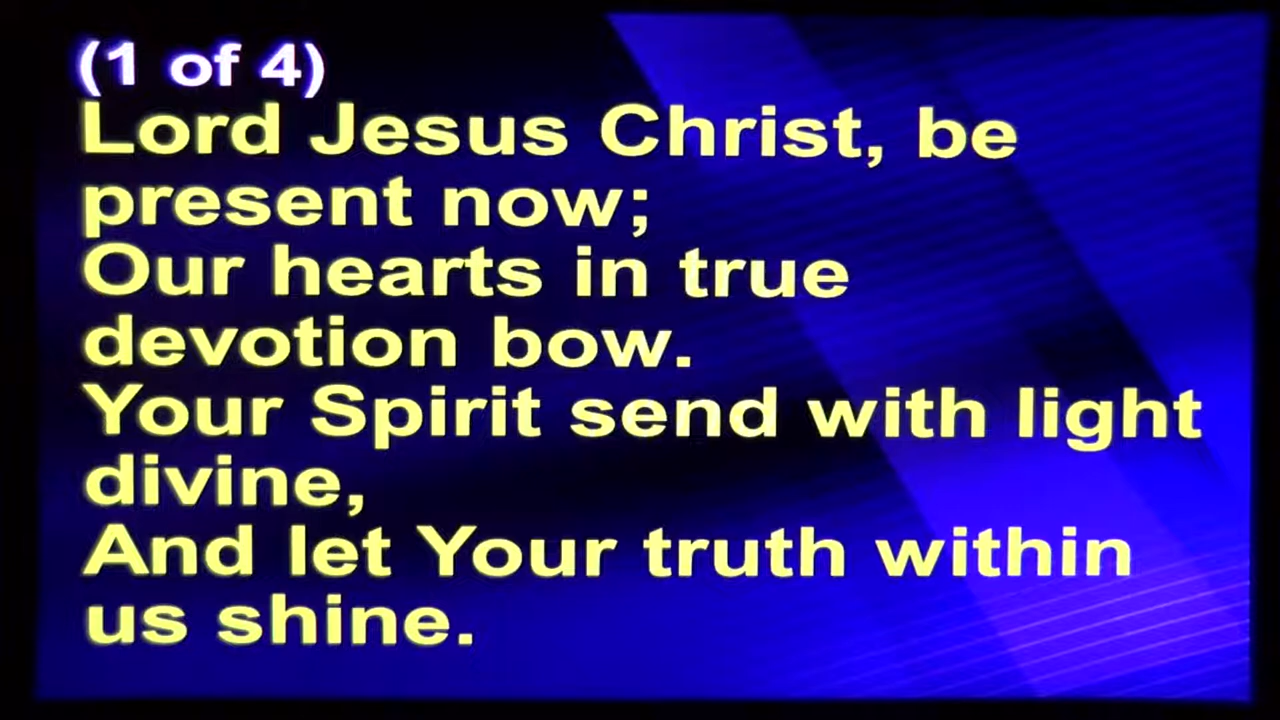 (1 of 4)
Lord Jesus Christ, be
present now;
Our hearts in true
devotion bow.
Your Spirit send with light
divine,
And let Your truth within
us shine.